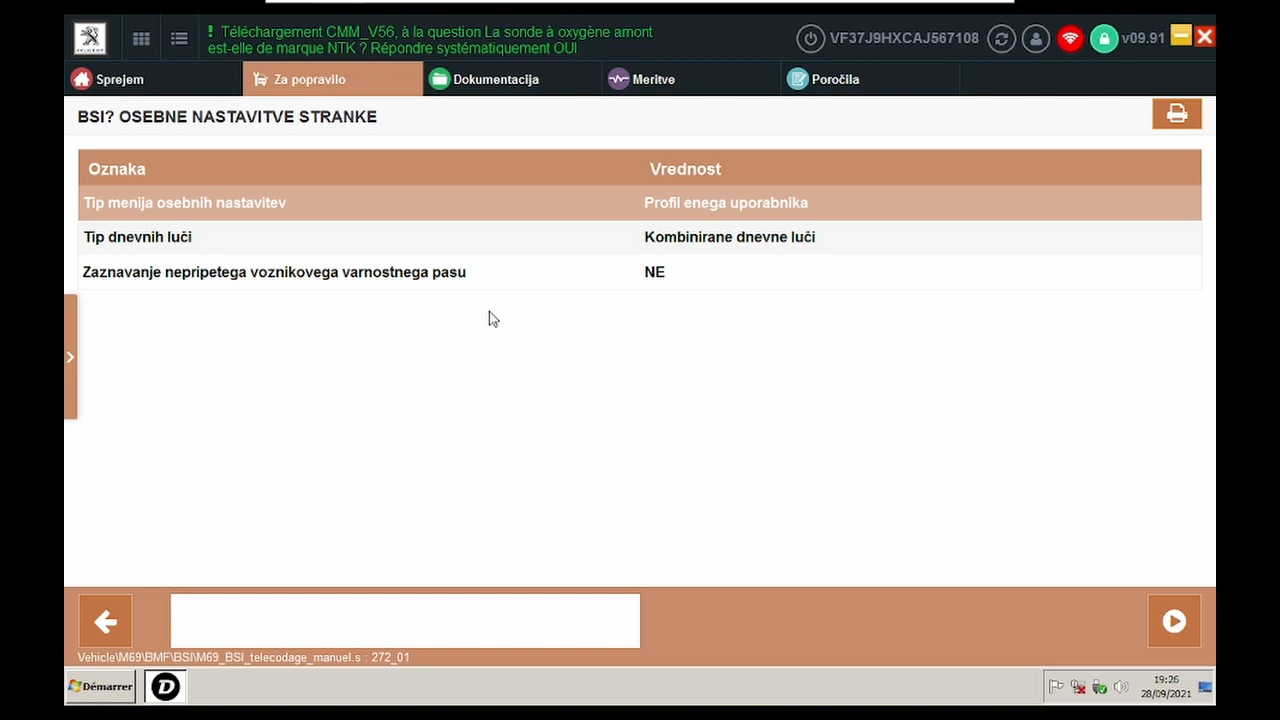 PEUGEOT
! Téléchargement CMM_V56, à la question La sonde à oxygène amont
est-elle de marque NTK ? Répondre systématiquement OUI
VF37J9HXCAJ567108
v09.91
Sprejem
Za popravilo
Dokumentacija
Meritve
Poročila
BSI? OSEBNE NASTAVITVE STRANKE
Oznaka Vrednost
Tip menija osebnih nastavitev Profil enega uporabnika
Tip dnevnih luči Kombinirane dnevne luči
Zaznavanje nepripetega voznikovega varnostnega pasu NE
Vehicle\M69\BMF\BSI\M69_BSI_telecodage_manuel.s : 272_01
Démarrer
D
19:26
28/09/2021